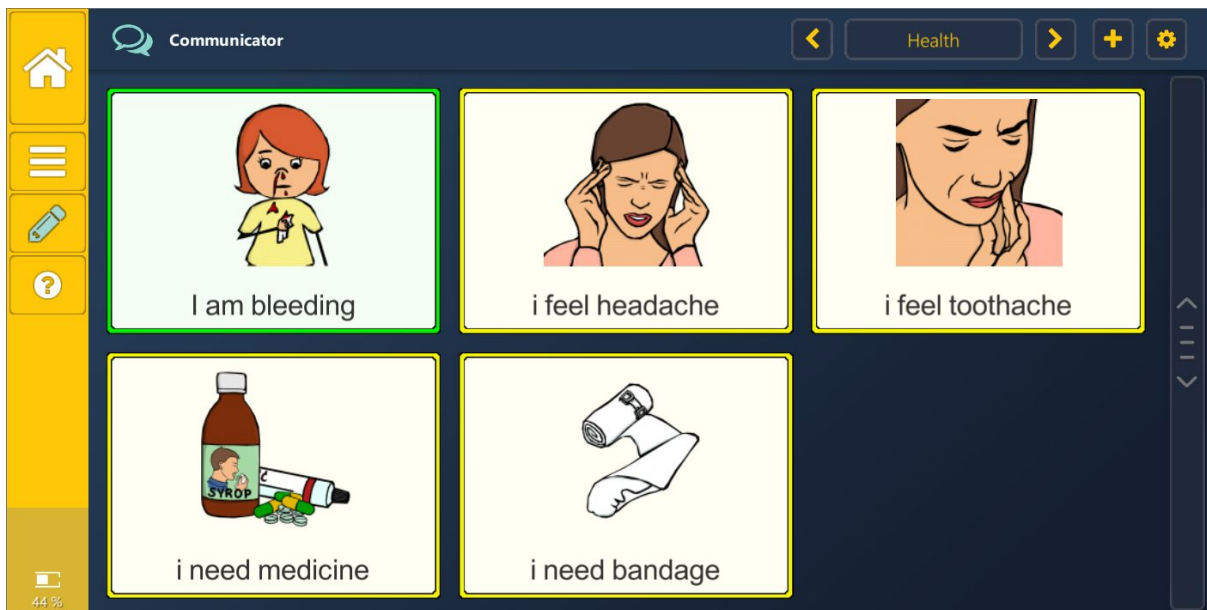 Communicator
Health
I am bleeding
i feel headache
i feel toothache
SYROP
i need medicine
i need bandage
44 %